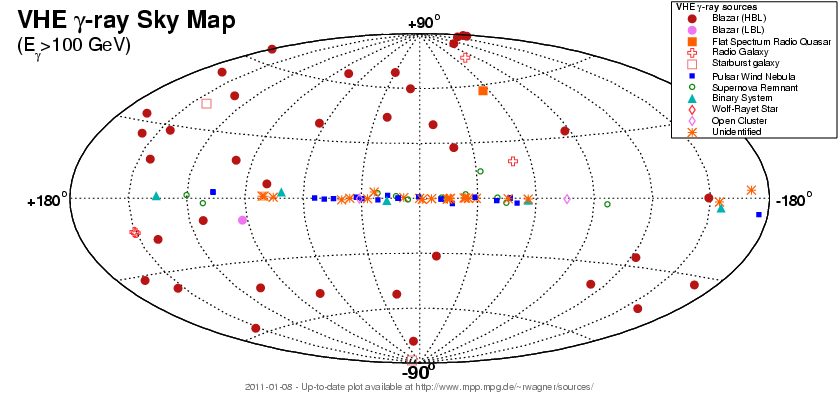 VHE γ-ray Sky Map
(Eγ>100 GeV)
VHE γ-ray sources
Blazar (HBL)
Blazar (LBL)
Flat Spectrum Radio Quasar
Radio Galaxy
Starburst galaxy
Pulsar Wind Nebula
Supernova Remnant
Binary System
Wolf-Rayet Star
Open Cluster
Unidentified
+90°
+180°
-180°
-90°
2011-01-08 - Up-to-date plot available at http://www.mpp.mpg.de/~rwagner/sources/